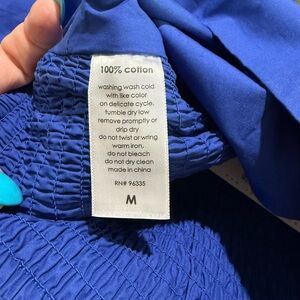 100% cotton
washing wash cold
with like color
on delicate cycle,
tumble dry low
remove promptly or
drip dry
do not twist or wring
warm iron,
do not bleach
do not dry clean
made in china
RN# 96335
M